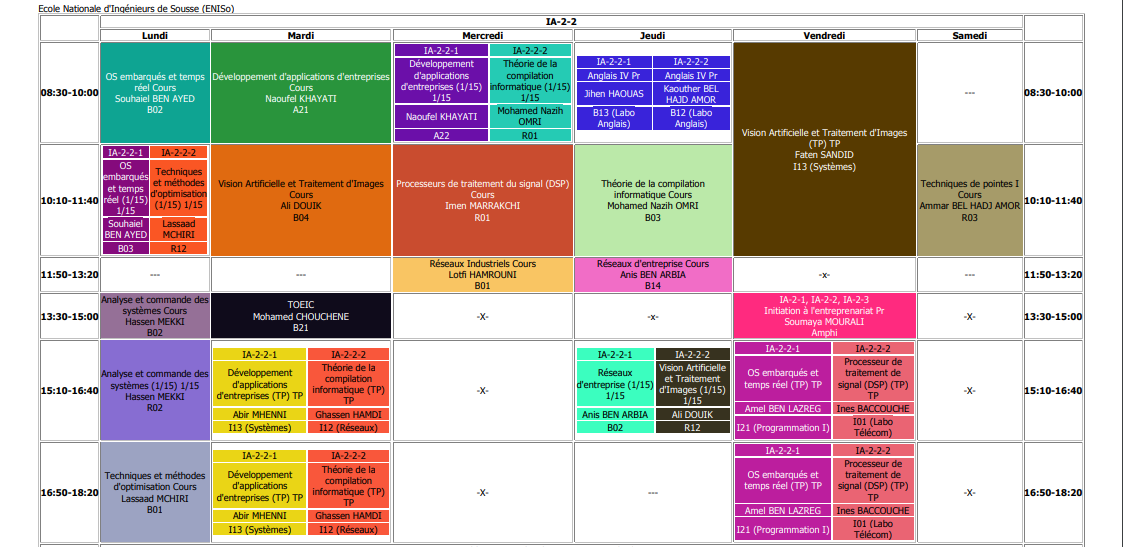 Ecole Nationale d'Ingénieurs de Sousse (ENISo)
IA-2-2
Lundi Mardi Mercredi Jeudi Vendredi Samedi
08:30-10:00
OS embarqués et temps
réel Cours
Souhaiel BEN AYED
B02
Développement d'applications d'entreprises
Cours
Naoufel KHAYATI
A21
IA-2-2-1
Développement
d'applications
d'entreprises (1/15)
1/15
Naoufel KHAYATI
A22
IA-2-2-2
Théorie de la
compilation
informatique (1/15)
1/15
Mohamed Nazih
OMRI
R01
IA-2-2-1
Anglais IV Pr
Jihen HAOUAS
B13 (Labo
Anglais)
IA-2-2-2
Anglais IV Pr
Kaouther BEL
HAJD AMOR
B12 (Labo
Anglais)
Vision Artificielle et Traitement d'Images
(TP) TP
Faten SANDID
I13 (Systèmes)
---
08:30-10:00
10:10-11:40
IA-2-2-1
OS
embarqués
et temps
réel (1/15)
1/15
Souhaiel
BEN AYED
B03
IA-2-2-2
Techniques
et méthodes
d'optimisation
(1/15) 1/15
Lassaad
MCHIRI
R12
Vision Artificielle et Traitement d'Images
Cours
Ali DOUIK
B04
Processeurs de traitement du signal (DSP)
Cours
Imen MARRAKCHI
R01
Théorie de la compilation
informatique Cours
Mohamed Nazih OMRI
B03
Techniques de pointes I
Cours
Ammar BEL HADJ AMOR
R03
10:10-11:40
11:50-13:20
---
---
Réseaux Industriels Cours
Lotfi HAMROUNI
B01
Réseaux d'entreprise Cours
Anis BEN ARBIA
B14
-x-
---
11:50-13:20
13:30-15:00
Analyse et commande des
systèmes Cours
Hassen MEKKI
B02
TOEIC
Mohamed CHOUCHENE
B21
-X-
-x-
IA-2-1, IA-2-2, IA-2-3
Initiation à l'entreprenariat Pr
Soumaya MOURALI
Amphi
-X-
13:30-15:00
15:10-16:40
Analyse et commande des
systèmes (1/15) 1/15
Hassen MEKKI
R02
IA-2-2-1
Développement
d'applications
d'entreprises (TP) TP
Abir MHENNI
I13 (Systèmes)
IA-2-2-2
Théorie de la
compilation
informatique (TP)
TP
Ghassen HAMDI
I12 (Réseaux)
-X-
IA-2-2-1
Réseaux
d'entreprise (1/15)
1/15
Anis BEN ARBIA
B02
IA-2-2-2
Vision Artificielle
et Traitement
d'Images (1/15)
1/15
Ali DOUIK
R12
IA-2-2-1
OS embarqués et
temps réel (TP) TP
Amel BEN LAZREG
I21 (Programmation I)
IA-2-2-2
Processeur de
traitement de
signal (DSP) (TP)
TP
Ines BACCOUCHE
I01 (Labo
Télécom)
-X-
15:10-16:40
16:50-18:20
Techniques et méthodes
d'optimisation Cours
Lassaad MCHIRI
B01
IA-2-2-1
Développement
d'applications
d'entreprises (TP) TP
Abir MHENNI
I13 (Systèmes)
IA-2-2-2
Théorie de la
compilation
informatique (TP)
TP
Ghassen HAMDI
I12 (Réseaux)
-X-
---
IA-2-2-1
OS embarqués et
temps réel (TP) TP
Amel BEN LAZREG
I21 (Programmation I)
IA-2-2-2
Processeur de
traitement de
signal (DSP) (TP)
TP
Ines BACCOUCHE
I01 (Labo
Télécom)
-X-
16:50-18:20